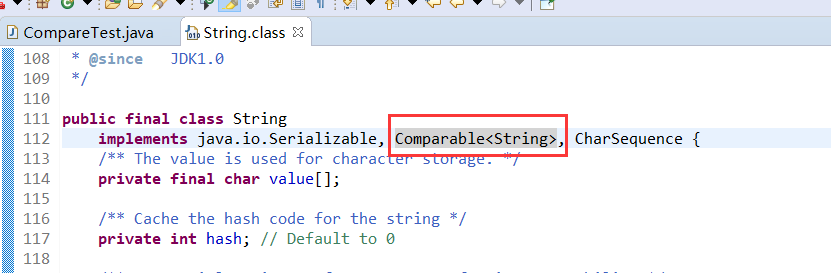 CompareTest.java
String.class
108 * @since   JDK1.0
109 */
110
111 public final class String
112     implements java.io.Serializable, Comparable<String>, CharSequence {
113     /** The value is used for character storage. */
114     private final char value[];
115
116     /** Cache the hash code for the string */
117     private int hash; // Default to 0
118